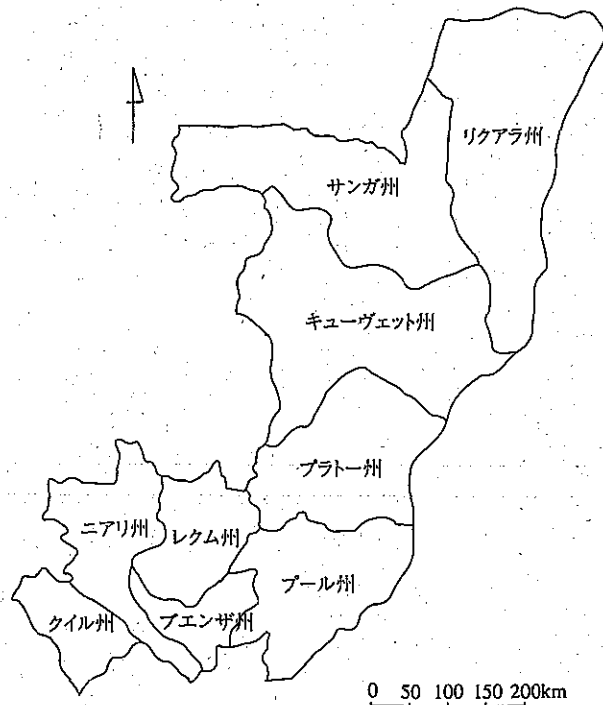 リクアラ州
サンガ州
キューヴェット州
プラトー州
ニアリ州
レクム州
プール州
クイル州
ブエンザ州
0 50 100 150 200km